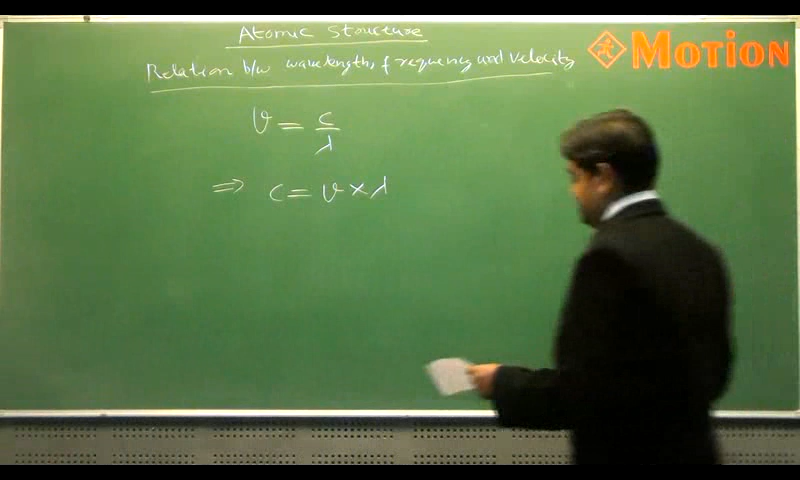 Atomic Structure
MOTION
Relation b/w wavelength, frequency and velocity
ν = c/λ
⇒ c = ν × λ